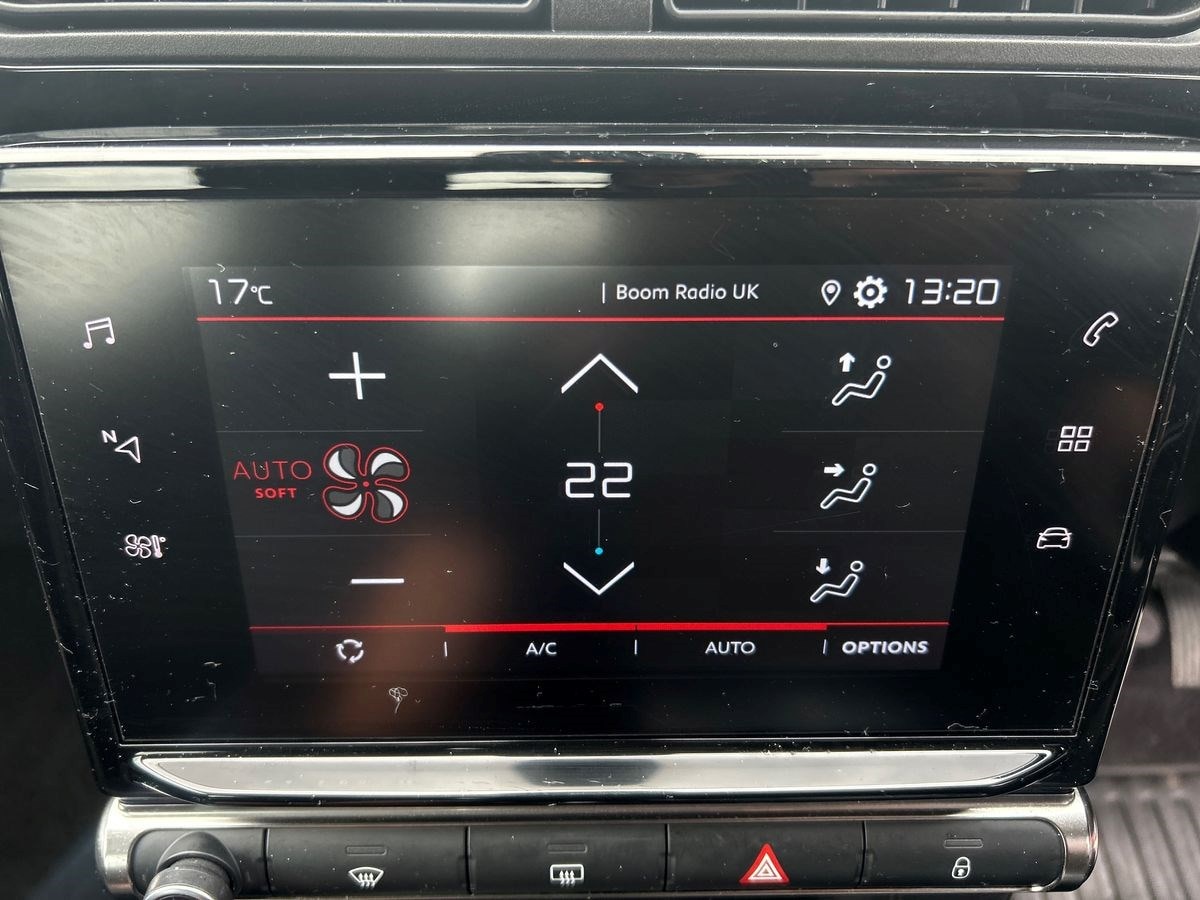 17°C | Boom Radio UK 13:20
N
AUTO
SOFT
22
| A/C | AUTO | OPTIONS